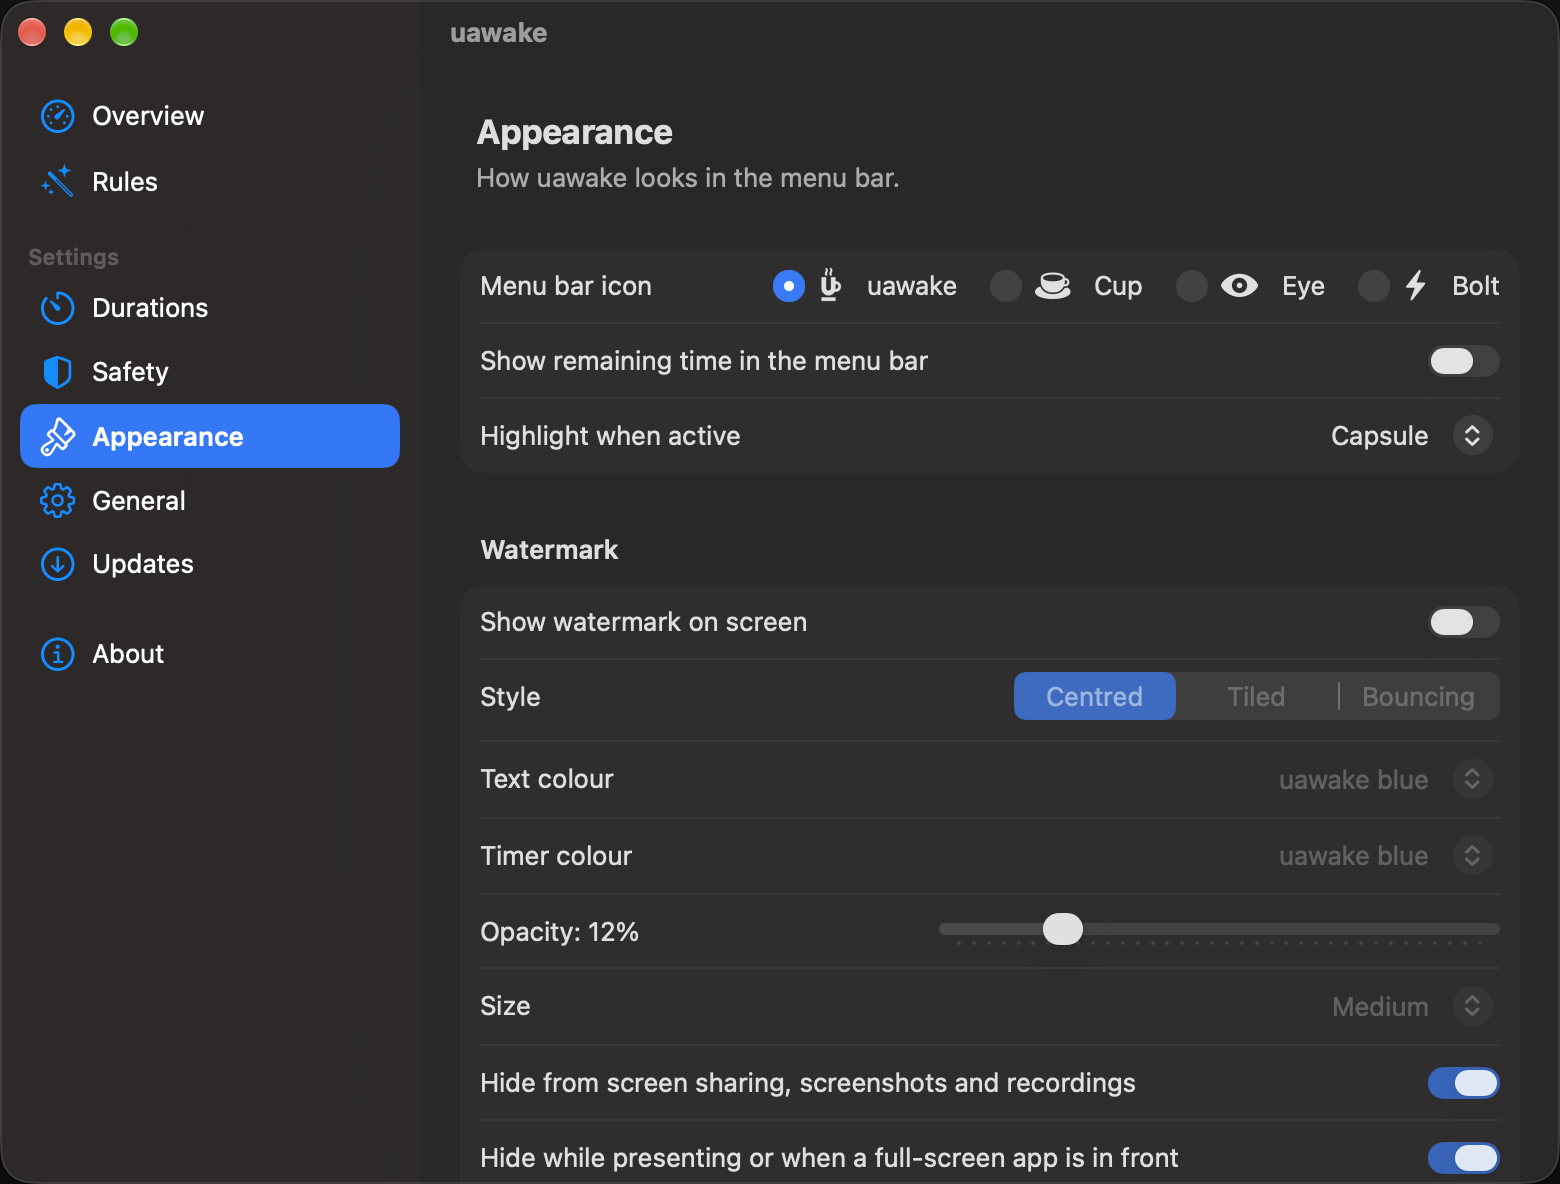 uawake
Overview
Rules
Settings
Durations
Safety
Appearance
General
Updates
About
Appearance
How uawake looks in the menu bar.
Menu bar icon uawake Cup Eye Bolt
Show remaining time in the menu bar
Highlight when active Capsule
Watermark
Show watermark on screen
Style Centred Tiled Bouncing
Text colour uawake blue
Timer colour uawake blue
Opacity: 12%
Size Medium
Hide from screen sharing, screenshots and recordings
Hide while presenting or when a full-screen app is in front